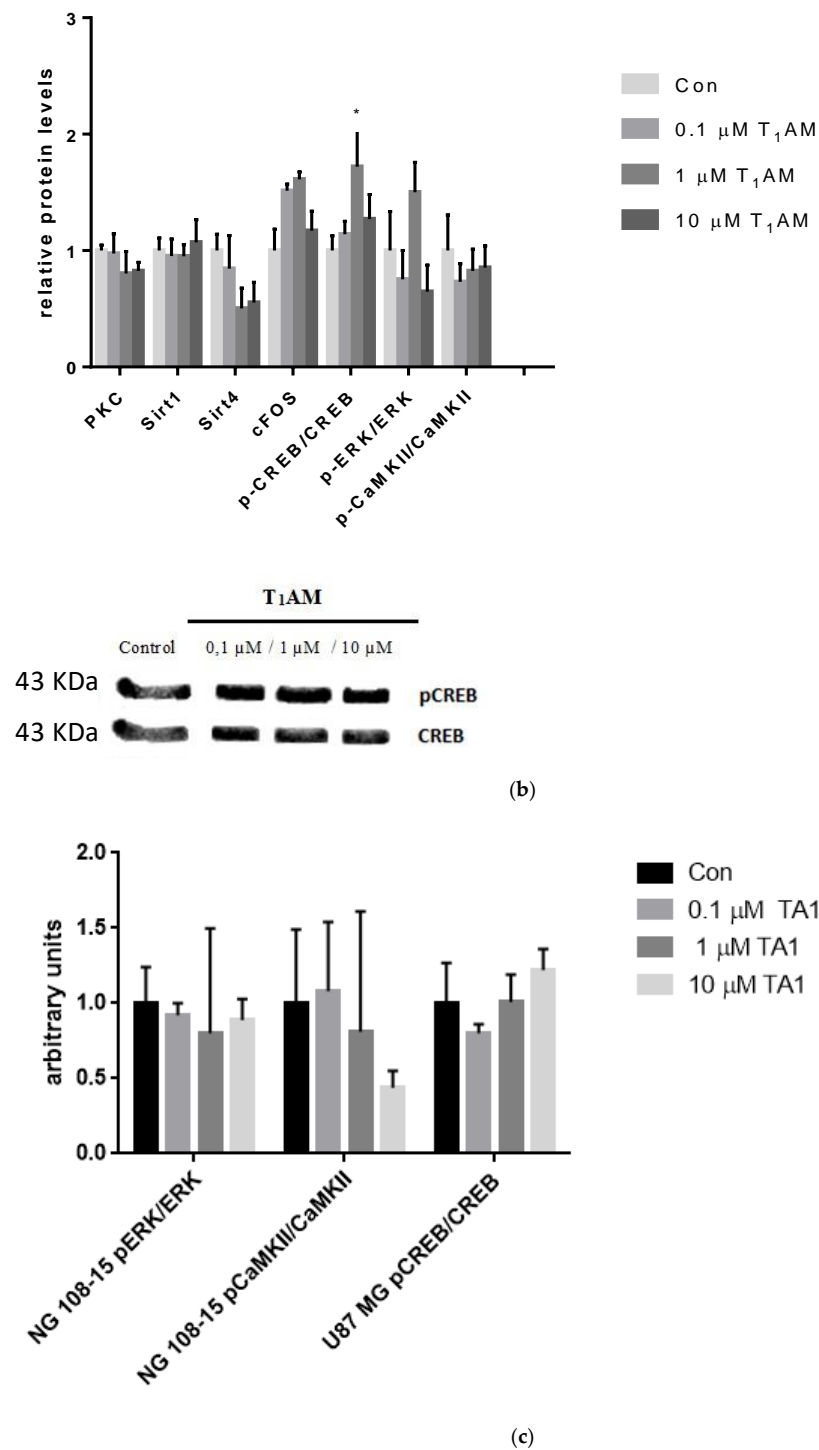 3
2
1
0
relative protein levels
*
Con
0.1 μM T1AM
1 μM T1AM
10 μM T1AM
PKC
Sirt1
Sirt4
cFOS
p-CREB/CREB
p-ERK/ERK
p-CaMKII/CaMKII
T1AM
Control 0,1 μM / 1 μM / 10 μM
43 KDa pCREB
43 KDa CREB
(b)
2.0
1.5
1.0
0.5
0.0
arbitrary units
Con
0.1 μM TA1
1 μM TA1
10 μM TA1
NG 108-15 pERK/ERK
NG 108-15 pCaMKII/CaMKII
U87 MG pCREB/CREB
(c)